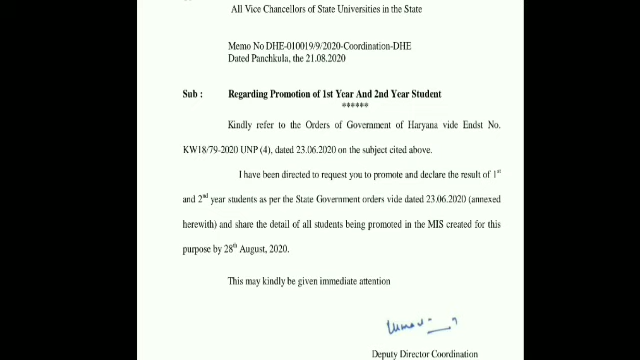 All Vice Chancellors of State Universities in the State
Memo No DHE-010019/9/2020-Coordination-DHE
Dated Panchkula, the 21.08.2020
Sub : Regarding Promotion of 1st Year And 2nd Year Student
******
Kindly refer to the Orders of Government of Haryana vide Endst No.
KW18/79-2020 UNP (4), dated 23.06.2020 on the subject cited above.
I have been directed to request you to promote and declare the result of 1st
and 2nd year students as per the State Government orders vide dated 23.06.2020 (annexed
herewith) and share the detail of all students being promoted in the MIS created for this
purpose by 28th August, 2020.
This may kindly be given immediate attention
Deputy Director Coordination